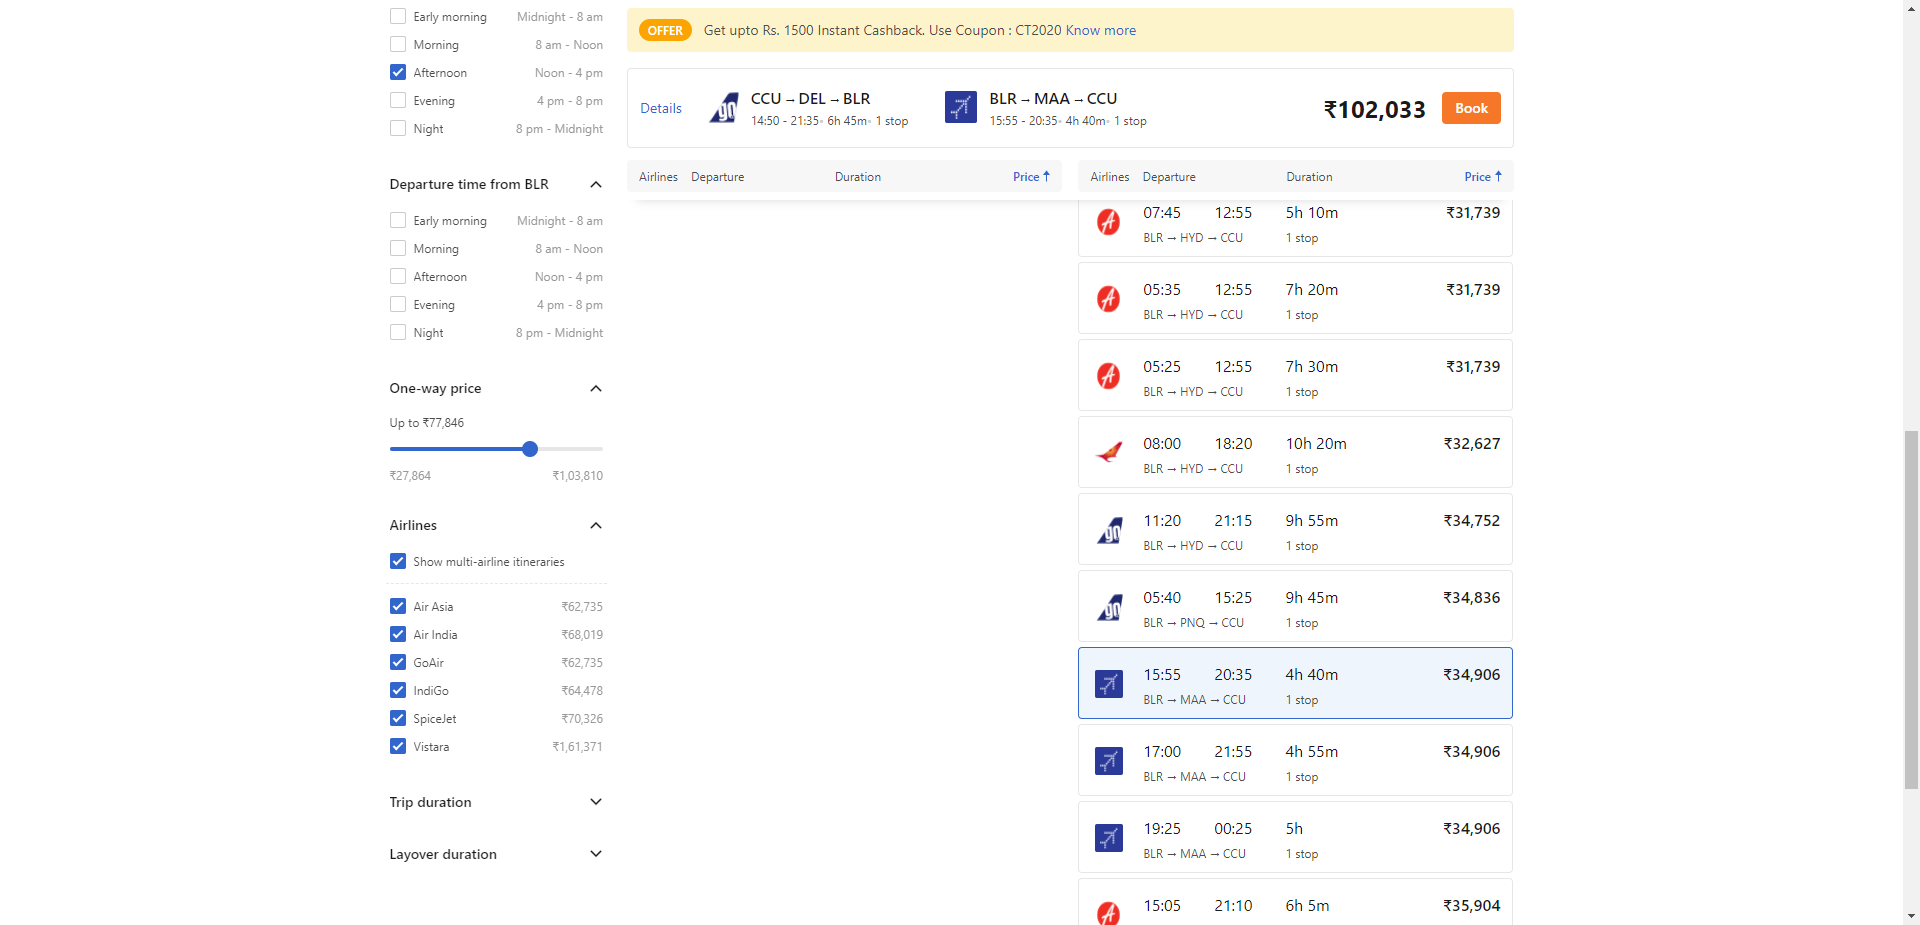 Early morning Midnight - 8 am
Morning 8 am - Noon
Afternoon Noon - 4 pm
Evening 4 pm - 8 pm
Night 8 pm - Midnight
Departure time from BLR
Early morning Midnight - 8 am
Morning 8 am - Noon
Afternoon Noon - 4 pm
Evening 4 pm - 8 pm
Night 8 pm - Midnight
One-way price
Up to ₹77,846
₹27,864 ₹1,03,810
Airlines
Show multi-airline itineraries
Air Asia ₹62,735
Air India ₹68,019
GoAir ₹62,735
IndiGo ₹64,478
SpiceJet ₹70,326
Vistara ₹1,61,371
Trip duration
Layover duration
OFFER Get upto Rs. 1500 Instant Cashback. Use Coupon : CT2020 Know more
Details
GO
CCU → DEL → BLR
14:50 - 21:35• 6h 45m• 1 stop
BLR → MAA → CCU
15:55 - 20:35• 4h 40m• 1 stop
₹102,033 Book
Airlines Departure Duration Price ↑
Airlines Departure Duration Price ↑
07:45 12:55 5h 10m ₹31,739
BLR → HYD → CCU 1 stop
05:35 12:55 7h 20m ₹31,739
BLR → HYD → CCU 1 stop
05:25 12:55 7h 30m ₹31,739
BLR → HYD → CCU 1 stop
08:00 18:20 10h 20m ₹32,627
BLR → HYD → CCU 1 stop
GO
11:20 21:15 9h 55m ₹34,752
BLR → HYD → CCU 1 stop
GO
05:40 15:25 9h 45m ₹34,836
BLR → PNQ → CCU 1 stop
15:55 20:35 4h 40m ₹34,906
BLR → MAA → CCU 1 stop
17:00 21:55 4h 55m ₹34,906
BLR → MAA → CCU 1 stop
19:25 00:25 5h ₹34,906
BLR → MAA → CCU 1 stop
15:05 21:10 6h 5m ₹35,904